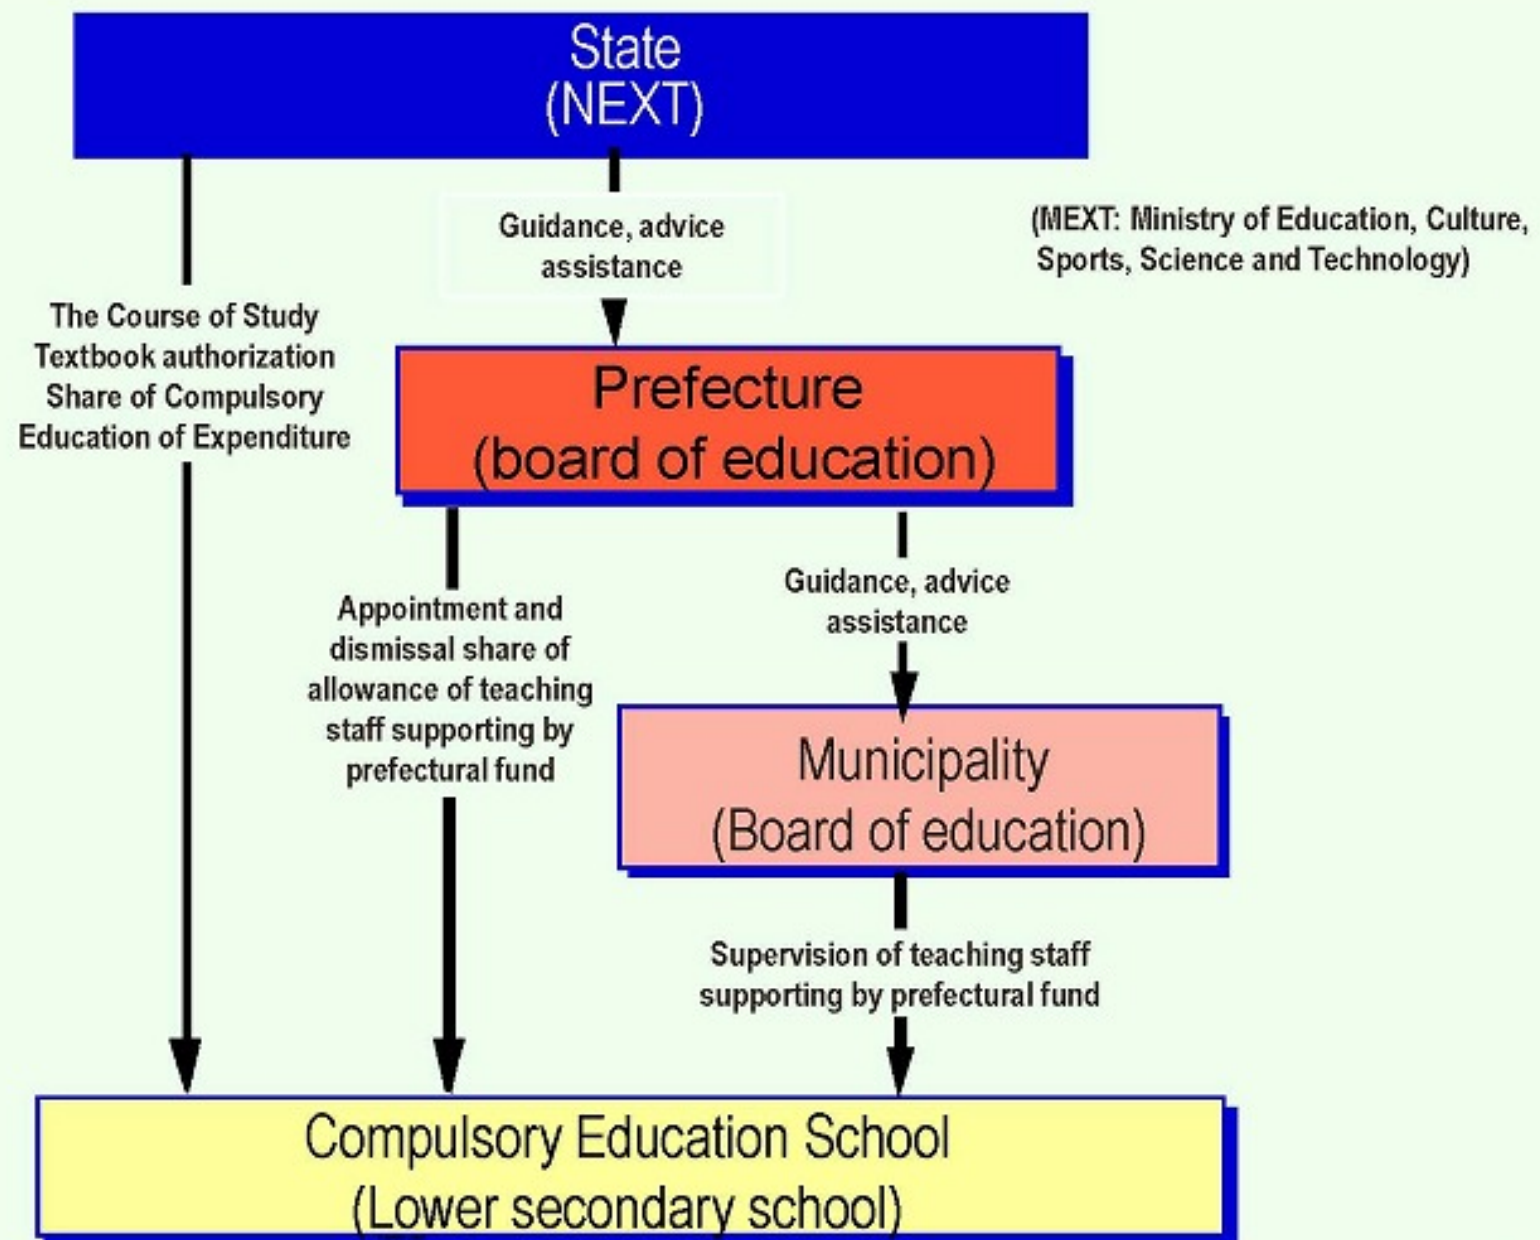 State
(NEXT)
Guidance, advice
assistance
(MEXT: Ministry of Education, Culture,
Sports, Science and Technology)
The Course of Study
Textbook authorization
Share of Compulsory
Education of Expenditure
Prefecture
(board of education)
Appointment and
dismissal share of
allowance of teaching
staff supporting by
prefectural fund
Guidance, advice
assistance
Municipality
(Board of education)
Supervision of teaching staff
supporting by prefectural fund
Compulsory Education School
(Lower secondary school)